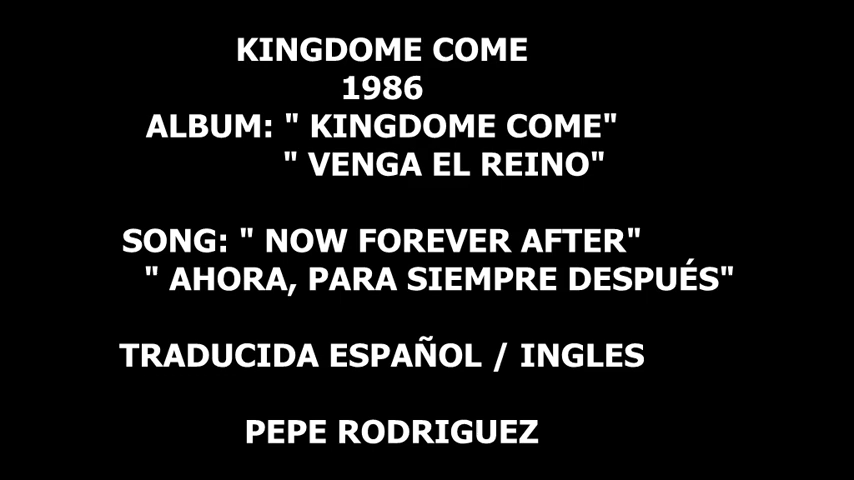 KINGDOME COME
1986
ALBUM: " KINGDOME COME"
" VENGA EL REINO"
SONG: " NOW FOREVER AFTER"
" AHORA, PARA SIEMPRE DESPUÉS"
TRADUCIDA ESPAÑOL / INGLES
PEPE RODRIGUEZ